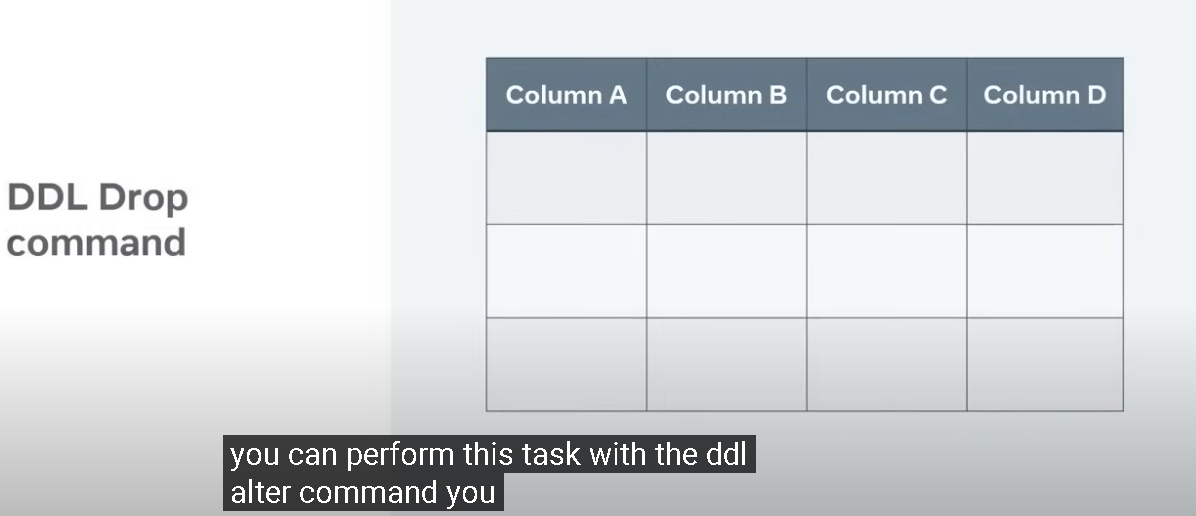 DDL Drop
command
Column A Column B Column C Column D
you can perform this task with the ddl
alter command you